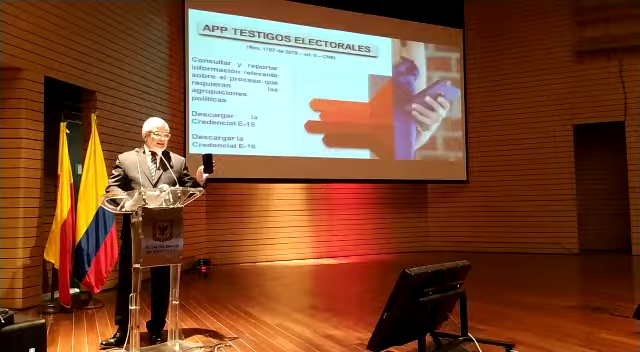 APP TESTIGOS ELECTORALES
Consultar y reportar
información relevante
sobre el proceso que
requieran las
agrupaciones
políticas
Descargar la
Credencial E-15
Descargar la
Credencial E-16